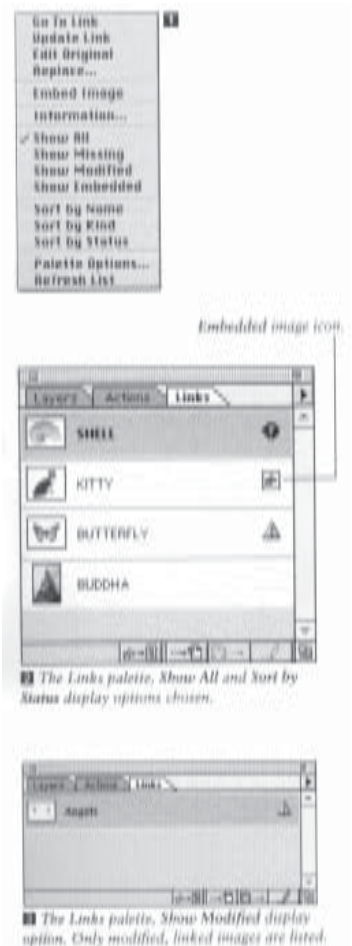 Go To Link
1
Update Link
Edit Original
Replace...
Embed Image
Information...
Show All
Show Missing
Show Modified
Show Embedded
Sort by Name
Sort by Kind
Sort by Status
Palette Options...
Refresh List
Embedded image icon.
Layers Actions Links
SHELL
KITTY
BUTTERFLY
BUDDHA
2 The Links palette, Show All and Sort by
Status display options chosen.
Layers Actions Links
Angels
The Links palette, Show Modified display
option. Only modified, linked images are listed.